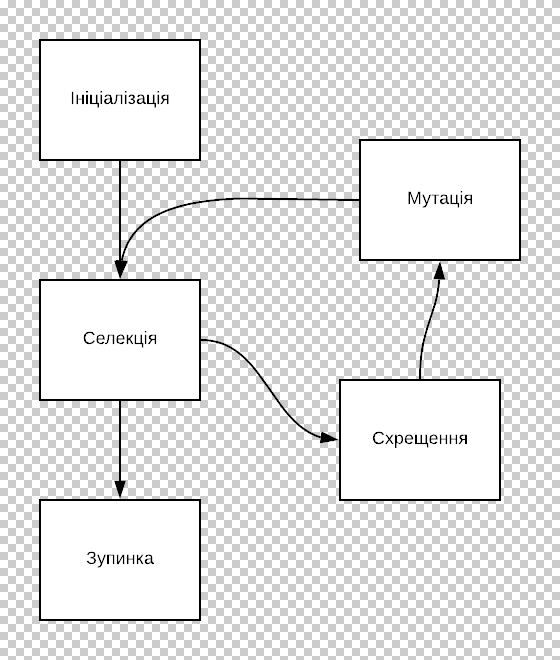 Ініціалізація
Мутація
Селекція
Схрещення
Зупинка